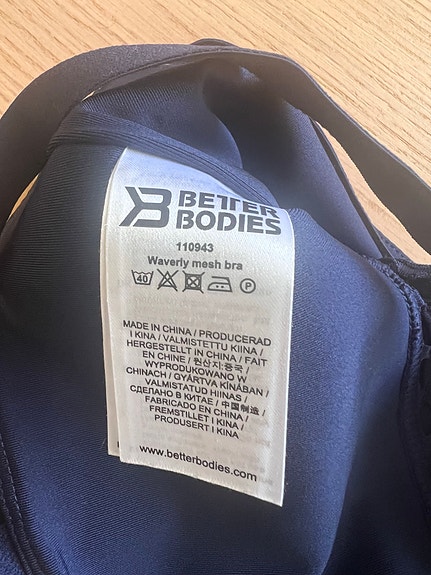 BETTER
BODIES
110943
Waverly mesh bra
40 P
MADE IN CHINA / PRODUCERAD
I KINA / VALMISTETTU KIINA /
HERGESTELLT IN CHINA / FAIT
EN CHINE / 원산지:중국 /
WYPRODUKOWANO W
CHINACH / GYÁRTVA KÍNÁBAN /
VALMISTATUD HIINAS /
СДЕЛАНО В КИТАЕ / 中国制造 /
FABRICADO EN CHINA /
FREMSTILLET I KINA /
PRODUSERT I KINA
www.betterbodies.com